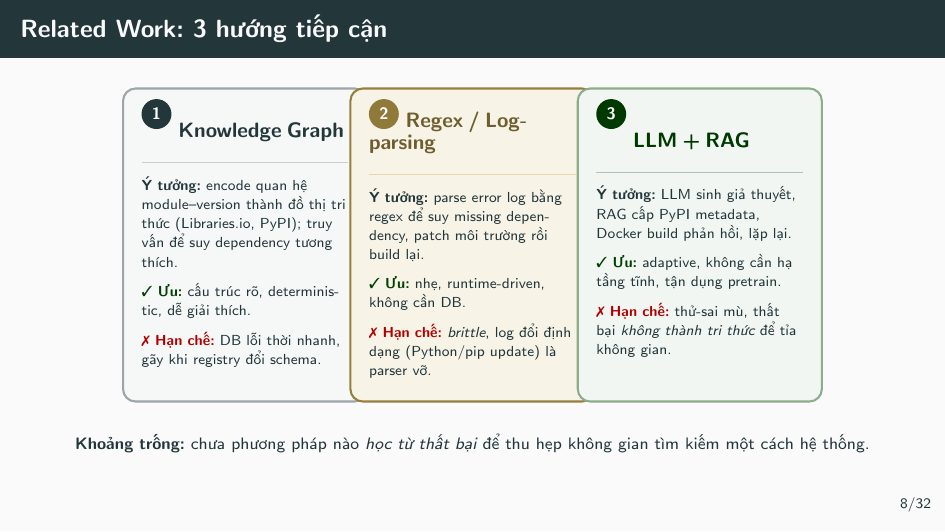 Related Work: 3 hướng tiếp cận
1
Knowledge Graph
Ý tưởng: encode quan hệ
module–version thành đồ thị tri
thức (Libraries.io, PyPI); truy
vấn để suy dependency tương
thích.
✓ Ưu: cấu trúc rõ, determinis-
tic, dễ giải thích.
✗ Hạn chế: DB lỗi thời nhanh,
gãy khi registry đổi schema.
2 Regex / Log-
parsing
Ý tưởng: parse error log bằng
regex để suy missing depen-
dency, patch môi trường rồi
build lại.
✓ Ưu: nhẹ, runtime-driven,
không cần DB.
✗ Hạn chế: brittle, log đổi định
dạng (Python/pip update) là
parser vỡ.
3
LLM + RAG
Ý tưởng: LLM sinh giả thuyết,
RAG cấp PyPI metadata,
Docker build phản hồi, lặp lại.
✓ Ưu: adaptive, không cần hạ
tầng tĩnh, tận dụng pretrain.
✗ Hạn chế: thử-sai mù, thất
bại không thành tri thức để tỉa
không gian.
Khoảng trống: chưa phương pháp nào học từ thất bại để thu hẹp không gian tìm kiếm một cách hệ thống.
8/32